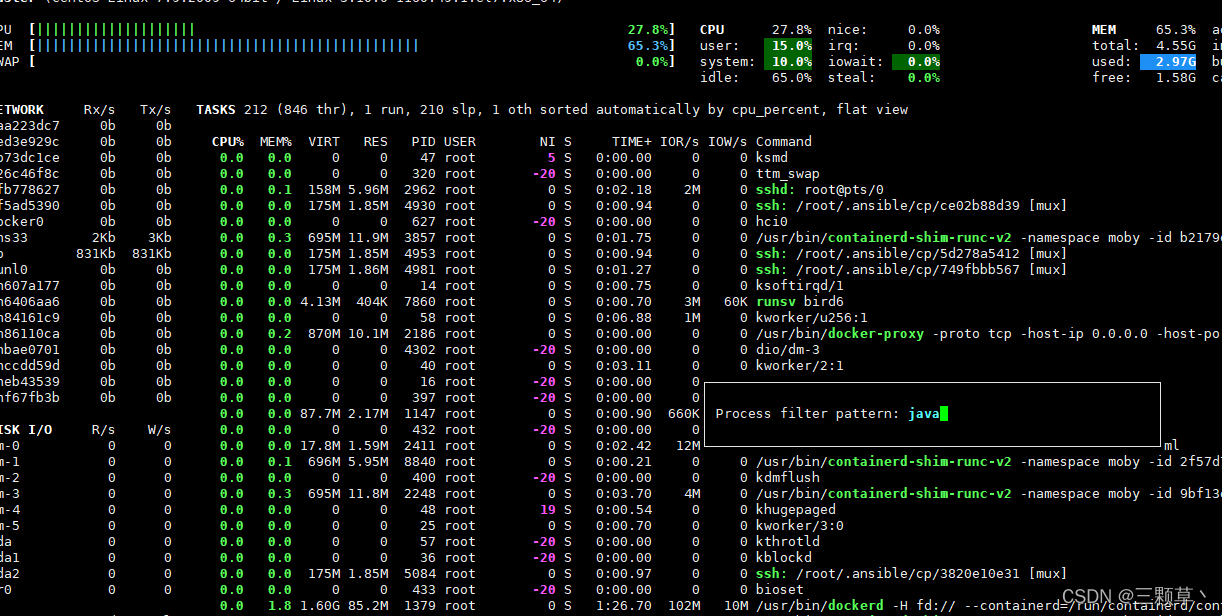 PU [|||||||||||||||||||| 27.8%] CPU 27.8% nice: 0.0% MEM 65.3%
EM [|||||||||||||||||||||||||||||||||||||||||||||||| 65.3%] user: 15.0% irq: 0.0% total: 4.55G
WAP [ 0.0%] system: 10.0% iowait: 0.0% used: 2.97G
idle: 65.0% steal: 0.0% free: 1.58G
ETWORK Rx/s Tx/s TASKS 212 (846 thr), 1 run, 210 slp, 1 oth sorted automatically by cpu_percent, flat view
aa223dc7 0b 0b
ed3e929c 0b 0b CPU% MEM% VIRT RES PID USER NI S TIME+ IOR/s IOW/s Command
b73dc1ce 0b 0b 0.0 0.0 0 0 47 root 5 S 0:00.00 0 0 ksmd
26c46f8c 0b 0b 0.0 0.0 0 0 320 root -20 S 0:00.00 0 0 ttm_swap
fb778627 0b 0b 0.0 0.1 158M 5.96M 2962 root 0 S 0:02.18 2M 0 sshd: root@pts/0
f5ad5390 0b 0b 0.0 0.0 175M 1.85M 4930 root 0 S 0:00.94 0 0 ssh: /root/.ansible/cp/ce02b88d39 [mux]
ocker0 0b 0b 0.0 0.0 0 0 627 root -20 S 0:00.00 0 0 hci0
ns33 2Kb 3Kb 0.0 0.3 695M 11.9M 3857 root 0 S 0:01.75 0 0 /usr/bin/containerd-shim-runc-v2 -namespace moby -id b2179
831Kb 831Kb 0.0 0.0 175M 1.85M 4953 root 0 S 0:00.94 0 0 ssh: /root/.ansible/cp/5d278a5412 [mux]
unl0 0b 0b 0.0 0.0 175M 1.86M 4981 root 0 S 0:01.27 0 0 ssh: /root/.ansible/cp/749fbbb567 [mux]
h607a177 0b 0b 0.0 0.0 0 0 14 root 0 S 0:00.75 0 0 ksoftirqd/1
h6406aa6 0b 0b 0.0 0.0 4.13M 404K 7860 root 0 S 0:00.70 3M 60K runsv bird6
h84161c9 0b 0b 0.0 0.0 0 0 58 root 0 S 0:06.88 1M 0 kworker/u256:1
h86110ca 0b 0b 0.0 0.2 870M 10.1M 2186 root 0 S 0:00.00 0 0 /usr/bin/docker-proxy -proto tcp -host-ip 0.0.0.0 -host-po
hbae0701 0b 0b 0.0 0.0 0 0 4302 root -20 S 0:00.00 0 0 dio/dm-3
hccdd59d 0b 0b 0.0 0.0 0 0 40 root 0 S 0:03.11 0 0 kworker/2:1
heb43539 0b 0b 0.0 0.0 0 0 16 root -20 S 0:00.00 0
hf67fb3b 0b 0b 0.0 0.0 0 0 397 root -20 S 0:00.00 0
0.0 0.0 87.7M 2.17M 1147 root 0 S 0:00.90 660K Process filter pattern: java
ISK I/O R/s W/s 0.0 0.0 0 0 432 root -20 S 0:00.00 0
m-0 0 0 0.0 0.0 17.8M 1.59M 2411 root 0 S 0:02.42 12M ml
m-1 0 0 0.0 0.1 696M 5.95M 8840 root 0 S 0:00.21 0 0 /usr/bin/containerd-shim-runc-v2 -namespace moby -id 2f57d
m-2 0 0 0.0 0.0 0 0 400 root -20 S 0:00.00 0 0 kdmflush
m-3 0 0 0.0 0.3 695M 11.8M 2248 root 0 S 0:03.70 4M 0 /usr/bin/containerd-shim-runc-v2 -namespace moby -id 9bf13
m-4 0 0 0.0 0.0 0 0 48 root 19 S 0:00.54 0 0 khugepaged
m-5 0 0 0.0 0.0 0 0 25 root 0 S 0:00.70 0 0 kworker/3:0
da 0 0 0.0 0.0 0 0 57 root -20 S 0:00.00 0 0 kthrotld
da1 0 0 0.0 0.0 0 0 36 root -20 S 0:00.00 0 0 kblockd
da2 0 0 0.0 0.0 175M 1.85M 5084 root 0 S 0:00.97 0 0 ssh: /root/.ansible/cp/3820e10e31 [mux]
r0 0 0 0.0 0.0 0 0 433 root -20 S 0:00.00 0 0 bioset
0.0 1.8 1.60G 85.2M 1379 root 0 S 1:26.70 102M 10M /usr/bin/dockerd -H fd:// --containerd=/run/containerd/cont
CSDN @三颗草丶